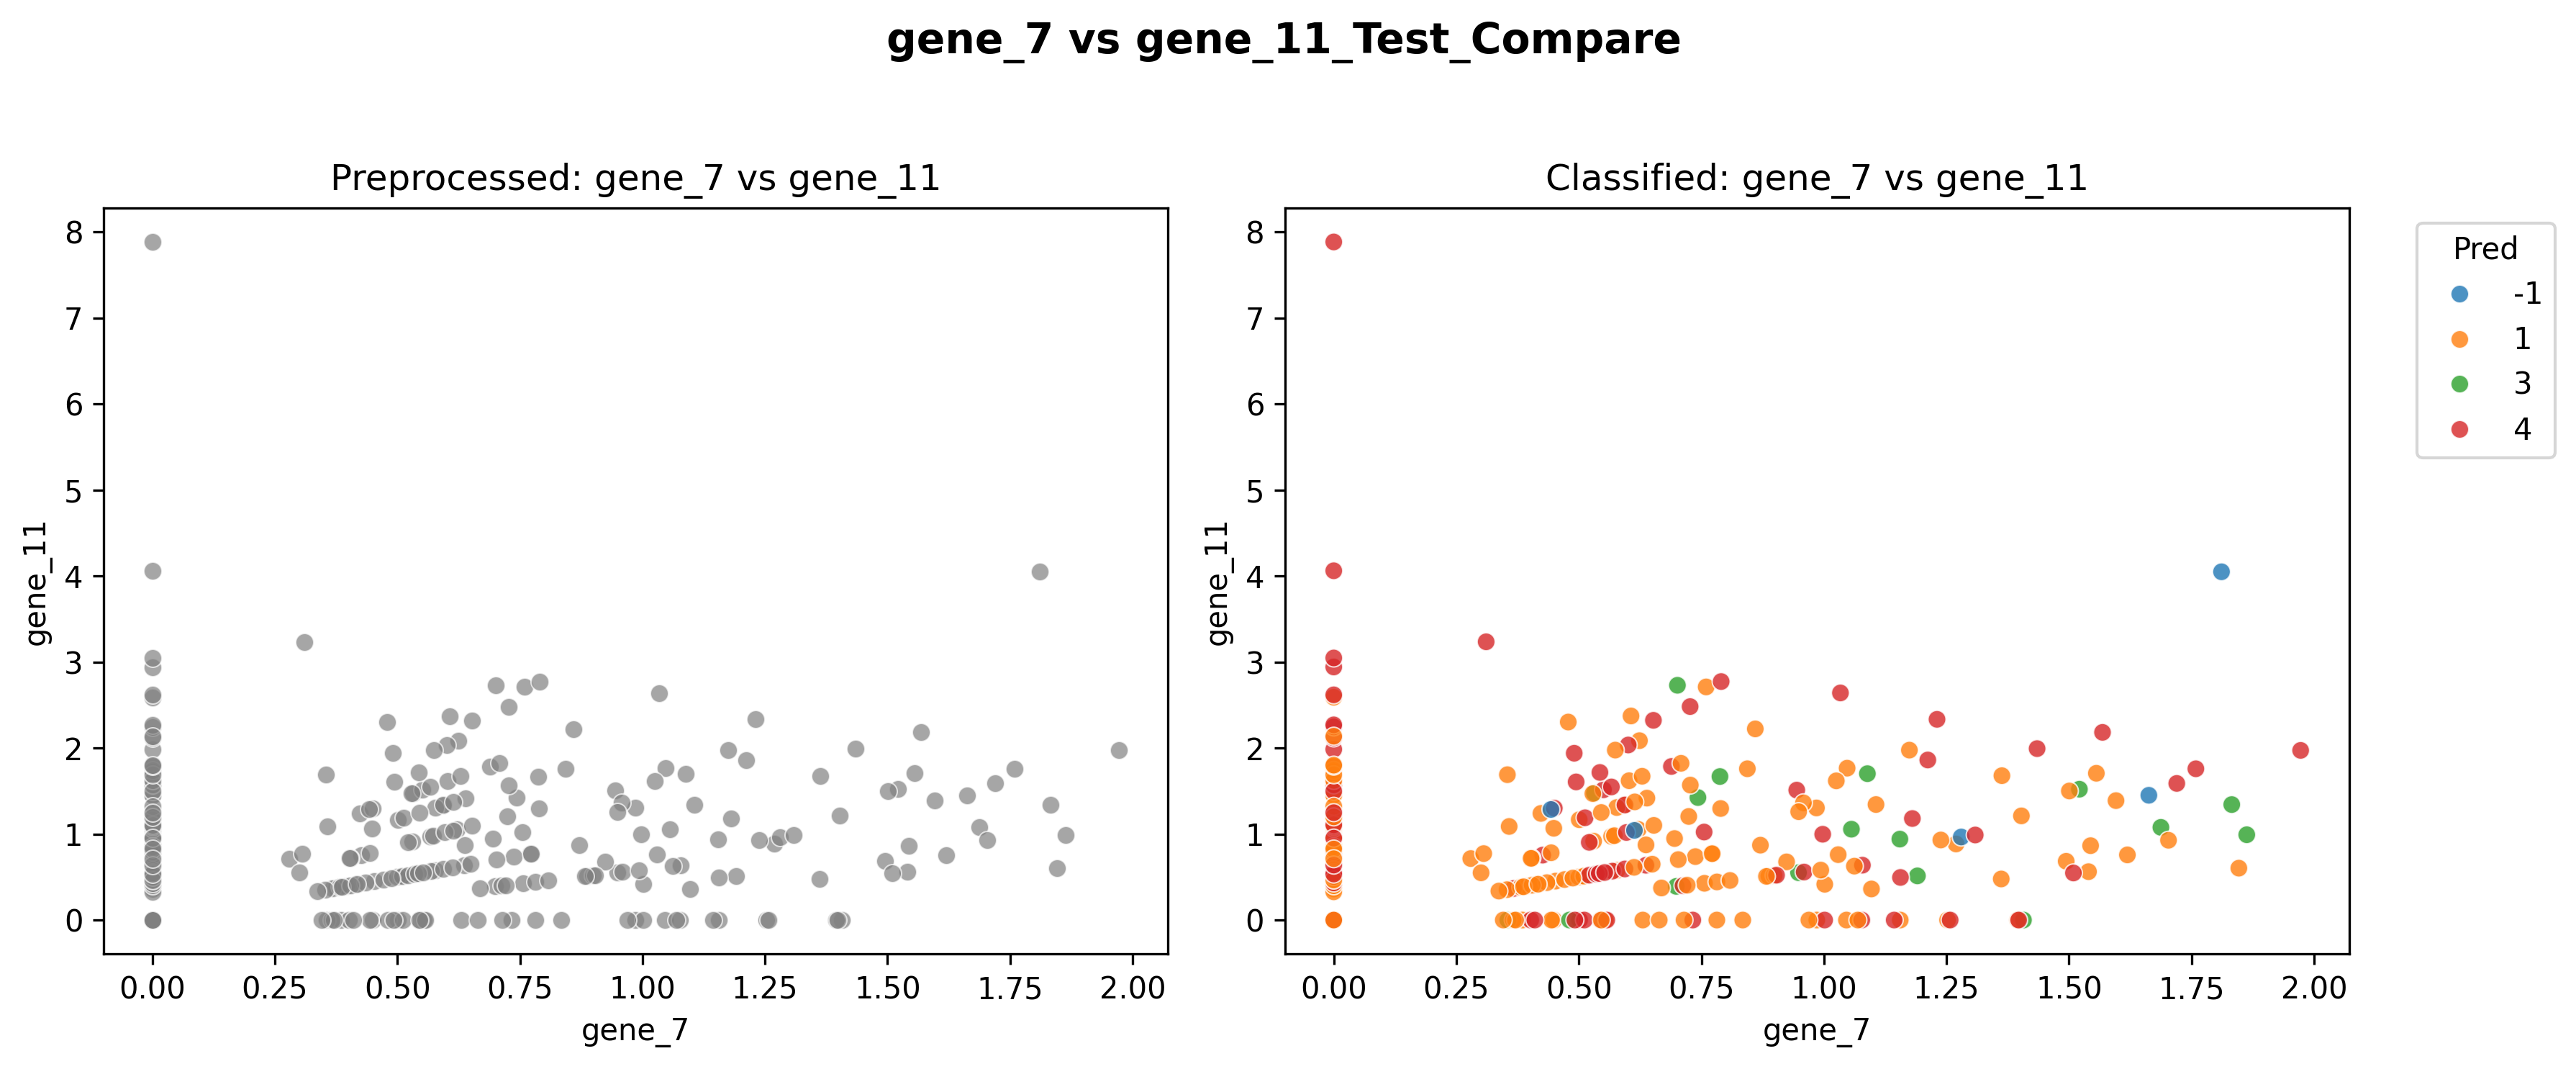 gene_7 vs gene_11_Test_Compare
Preprocessed: gene_7 vs gene_11
8
7
6
5
4
3
2
1
0
gene_11
0.00 0.25 0.50 0.75 1.00 1.25 1.50 1.75 2.00
gene_7
Classified: gene_7 vs gene_11
8
7
6
5
4
3
2
1
0
gene_11
0.00 0.25 0.50 0.75 1.00 1.25 1.50 1.75 2.00
gene_7
Pred
-1
1
3
4